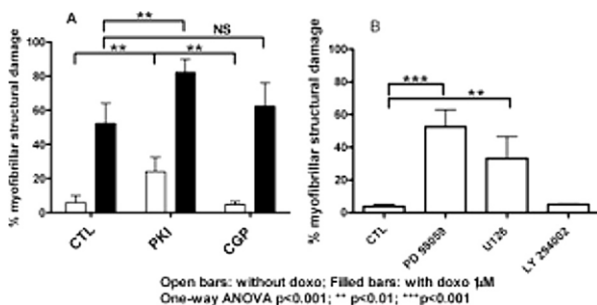 A
**
NS
**
**
% myofibrillar structural damage
100
80
60
40
20
0
CTL
PKI
CGP
B
***
**
% myofibrillar structural damage
100
80
60
40
20
0
CTL
PD 98059
U126
LY 294002
Open bars: without doxo; Filled bars: with doxo 1µM
One-way ANOVA p<0.001; ** p<0.01; ***p<0.001